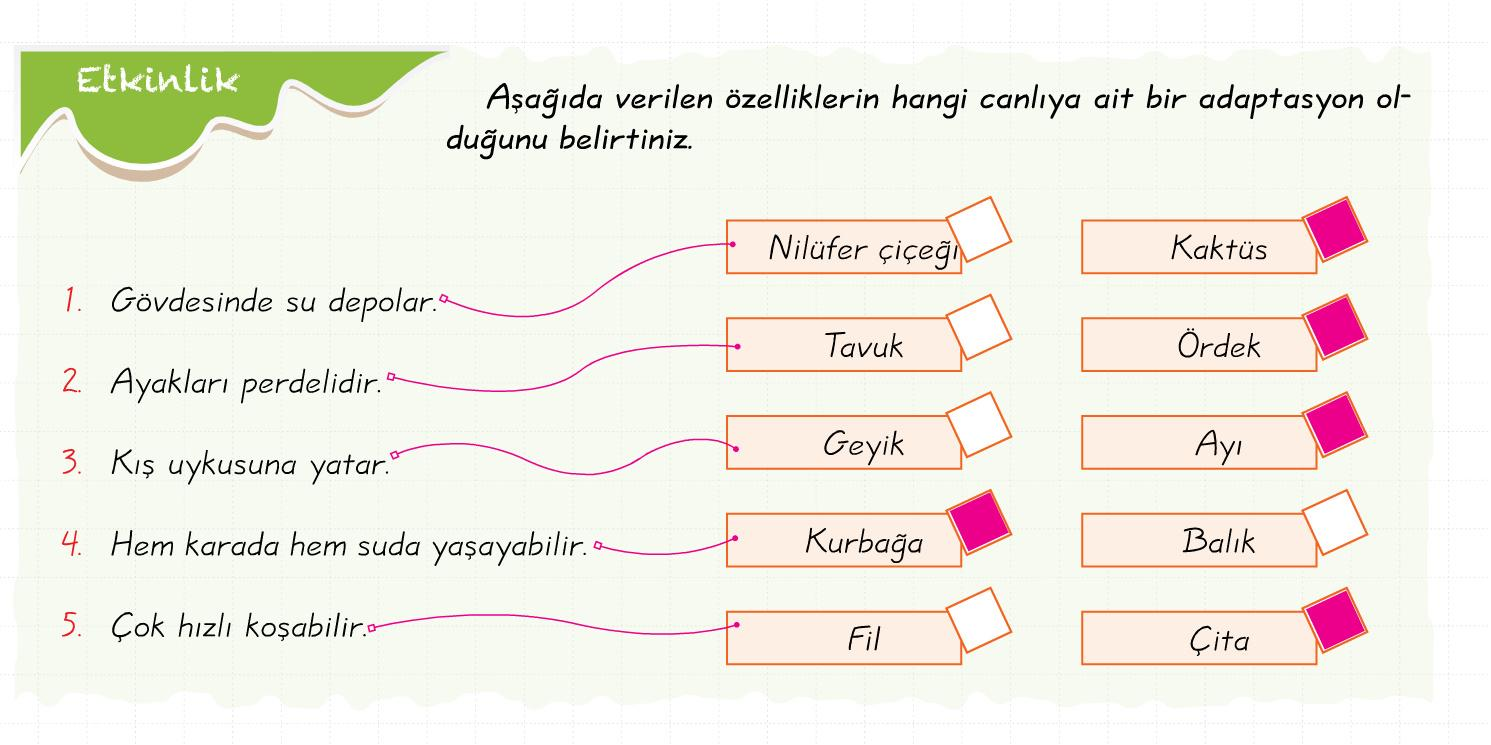 Etkinlik
Aşağıda verilen özelliklerin hangi canlıya ait bir adaptasyon ol-
duğunu belirtiniz.
1. Gövdesinde su depolar.
2. Ayakları perdelidir.
3. Kış uykusuna yatar.
4. Hem karada hem suda yaşayabilir.
5. Çok hızlı koşabilir.
Nilüfer çiçeği
Kaktüs
Tavuk
Ördek
Geyik
Ayı
Kurbağa
Balık
Fil
Çita